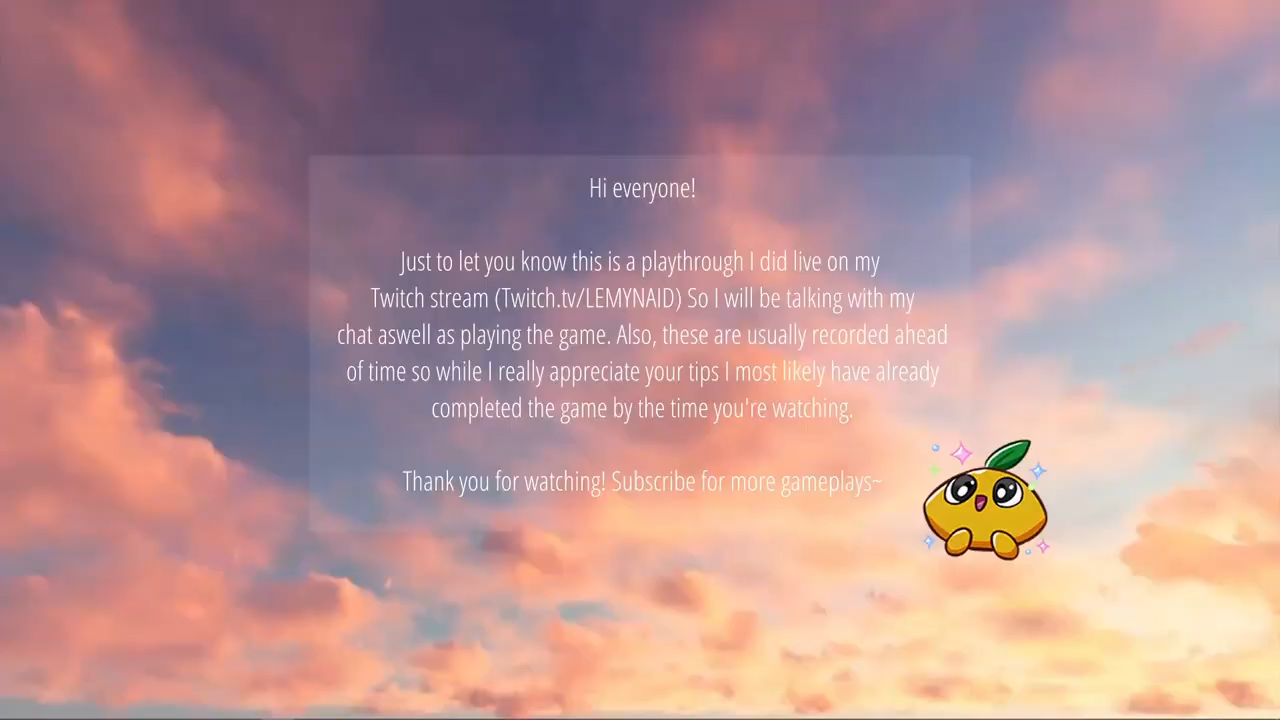 Hi everyone!
Just to let you know this is a playthrough I did live on my
Twitch stream (Twitch.tv/LEMYNAID) So I will be talking with my
chat aswell as playing the game. Also, these are usually recorded ahead
of time so while I really appreciate your tips I most likely have already
completed the game by the time you're watching.
Thank you for watching! Subscribe for more gameplays~